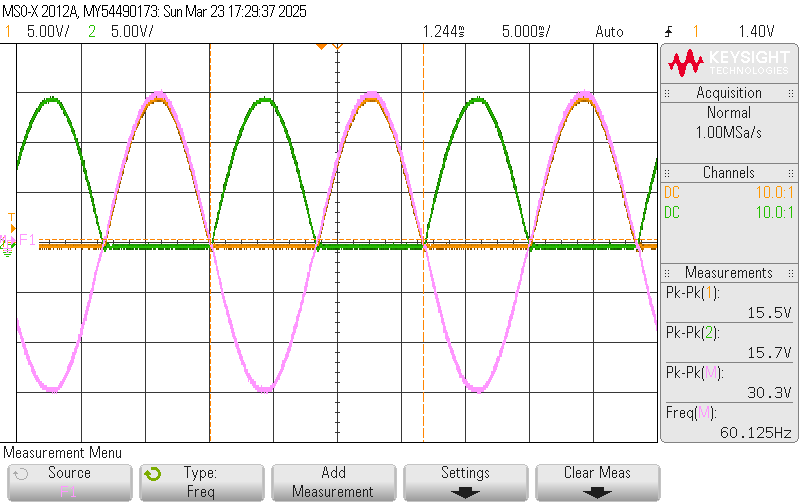 MSO-X 2012A, MY54490173: Sun Mar 23 17:29:37 2025
1 5.00V/ 2 5.00V/ 1.244s 5.000s/ Auto 1 1.40V
KEYSIGHT
TECHNOLOGIES
Acquisition
Normal
1.00MSa/s
Channels
DC 10.0:1
DC 10.0:1
Measurements
Pk-Pk(1):
15.5V
Pk-Pk(2):
15.7V
Pk-Pk(M):
30.3V
Freq(M):
60.125Hz
T
F1
2
Measurement Menu
Source
F1
Type:
Freq
Add
Measurement
Settings
Clear Meas